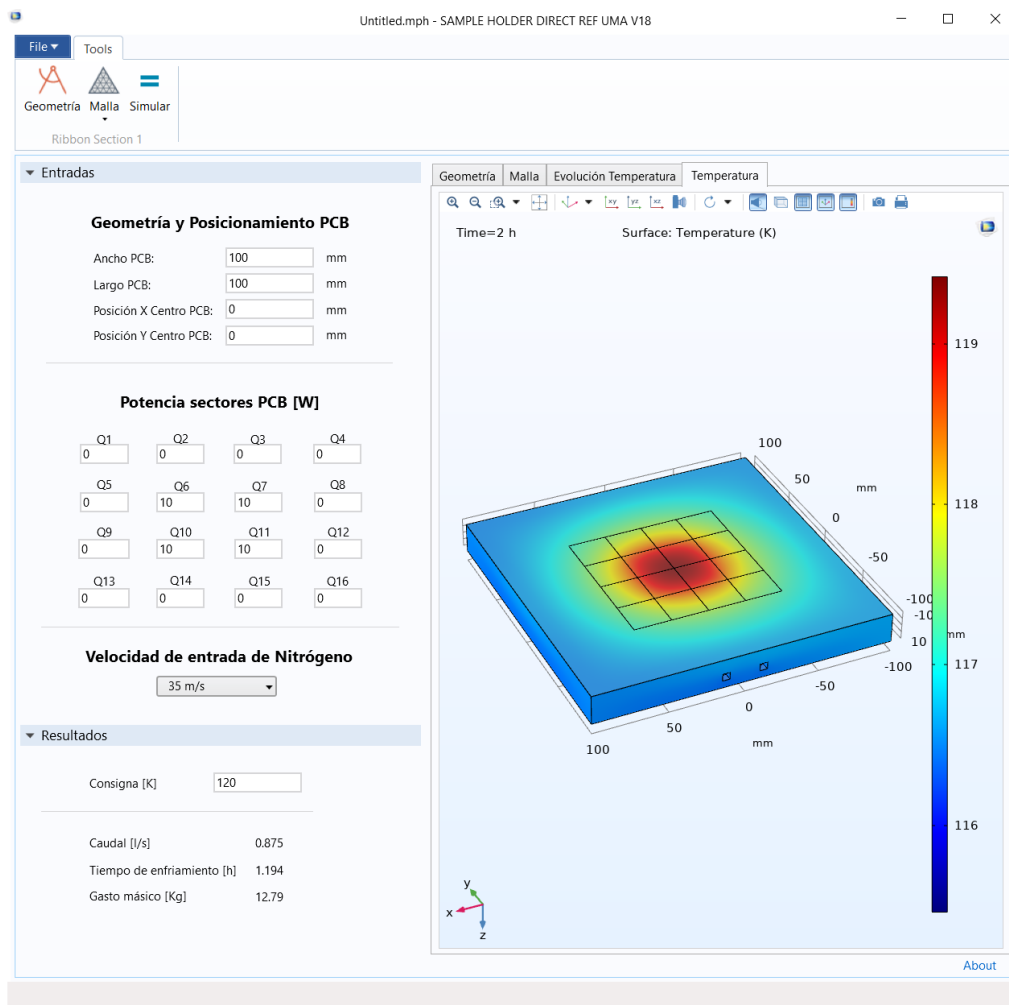 Untitled.mph - SAMPLE HOLDER DIRECT REF UMA V18
File Tools
Geometría Malla Simular
Ribbon Section 1
Entradas
Geometría y Posicionamiento PCB
Ancho PCB: 100 mm
Largo PCB: 100 mm
Posición X Centro PCB: 0 mm
Posición Y Centro PCB: 0 mm
Potencia sectores PCB [W]
Q1 Q2 Q3 Q4
0 0 0 0
Q5 Q6 Q7 Q8
0 10 10 0
Q9 Q10 Q11 Q12
0 10 10 0
Q13 Q14 Q15 Q16
0 0 0 0
Velocidad de entrada de Nitrógeno
35 m/s
Resultados
Consigna [K] 120
Caudal [l/s] 0.875
Tiempo de enfriamiento [h] 1.194
Gasto másico [Kg] 12.79
Geometría Malla Evolución Temperatura Temperatura
xy yz xz
Time=2 h Surface: Temperature (K)
119
118
117
116
100
50
mm
0
-50
-100
-10
10
mm
-100
-50
0
50
100
mm
y
x
z
About